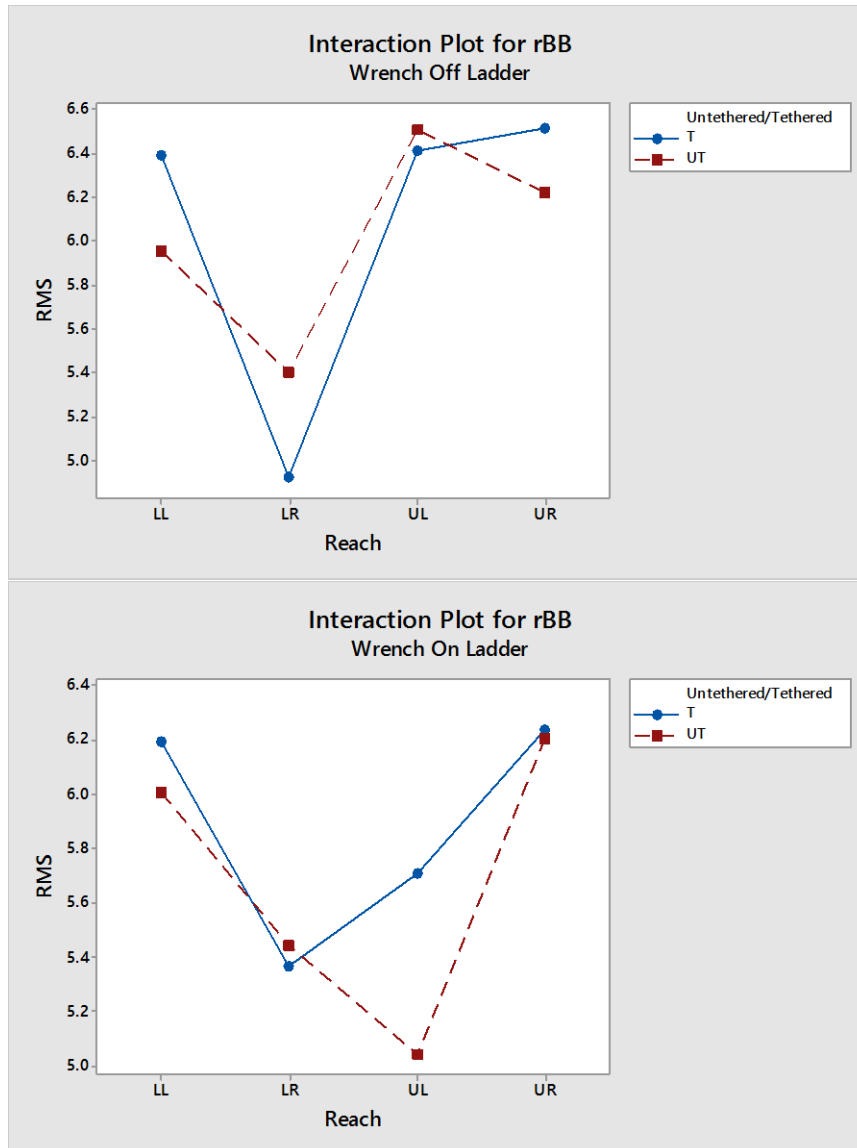 Interaction Plot for rBB
Wrench Off Ladder
Untethered/Tethered
T
UT
RMS
6.6
6.4
6.2
6.0
5.8
5.6
5.4
5.2
5.0
LL LR UL UR
Reach
Interaction Plot for rBB
Wrench On Ladder
Untethered/Tethered
T
UT
RMS
6.4
6.2
6.0
5.8
5.6
5.4
5.2
5.0
LL LR UL UR
Reach